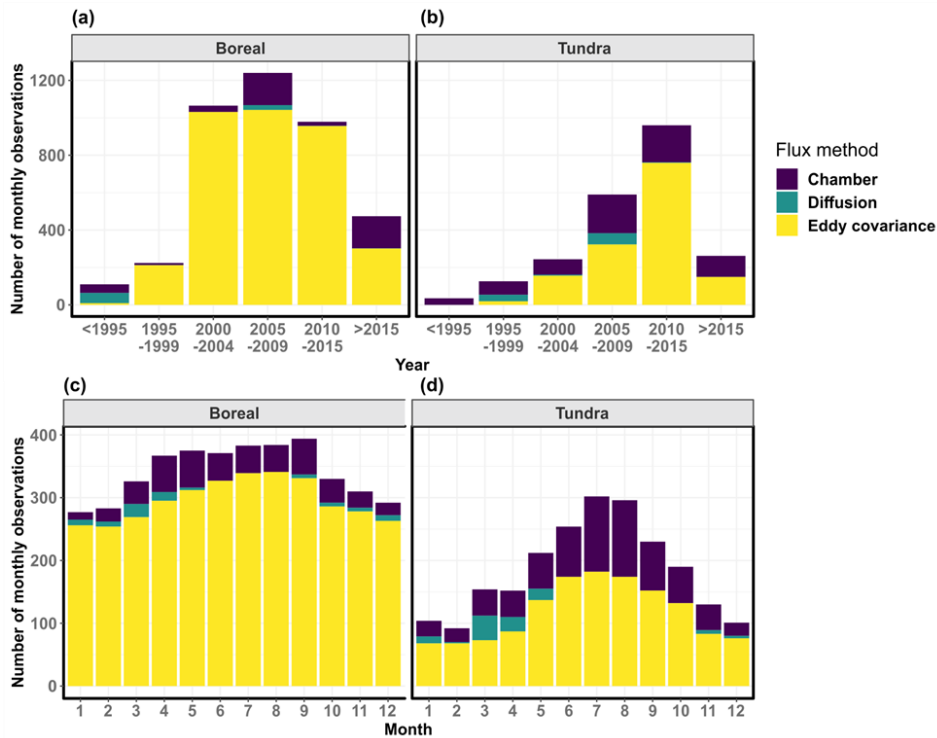 (a)
(b)
Boreal
Tundra
Number of monthly observations
1200
800
400
0
<1995
1995
-1999
2000
-2004
2005
-2009
2010
-2015
>2015
<1995
1995
-1999
2000
-2004
2005
-2009
2010
-2015
>2015
Year
Flux method
Chamber
Diffusion
Eddy covariance
(c)
(d)
Boreal
Tundra
Number of monthly observations
400
300
200
100
0
1 2 3 4 5 6 7 8 9 10 11 12
1 2 3 4 5 6 7 8 9 10 11 12
Month